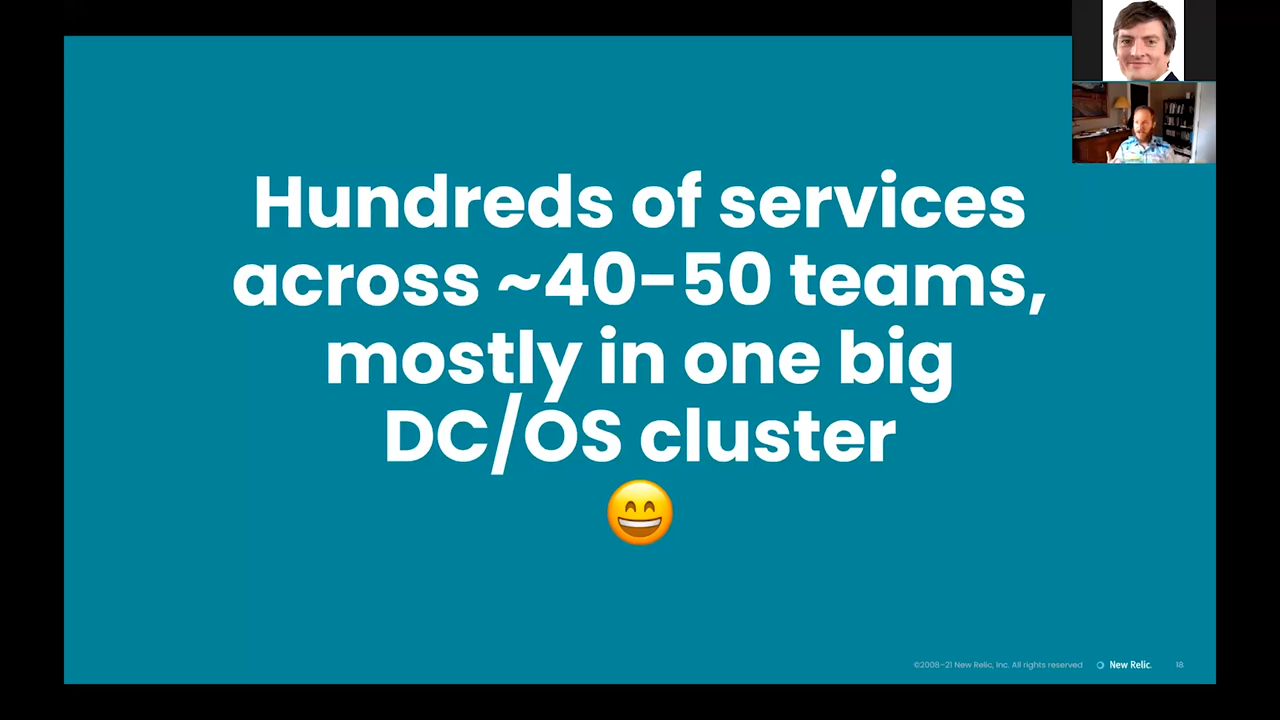 Hundreds of services
across ~40-50 teams,
mostly in one big
DC/OS cluster
©2008–21 New Relic, Inc. All rights reserved
New Relic.
18